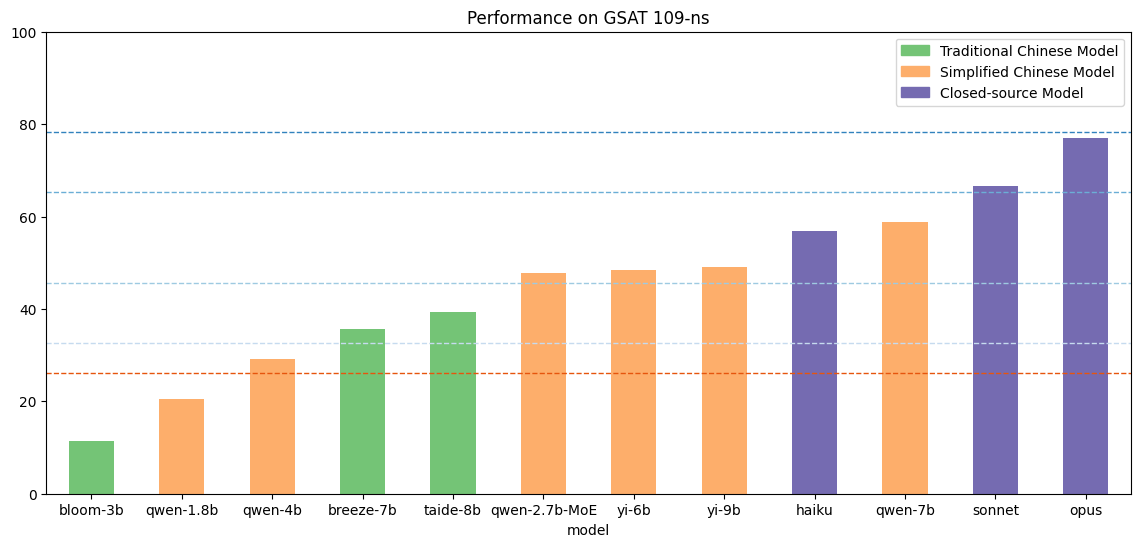 Performance on GSAT 109-ns
Traditional Chinese Model
Simplified Chinese Model
Closed-source Model
100
80
60
40
20
0
bloom-3b qwen-1.8b qwen-4b breeze-7b taide-8b qwen-2.7b-MoE yi-6b yi-9b haiku qwen-7b sonnet opus
model